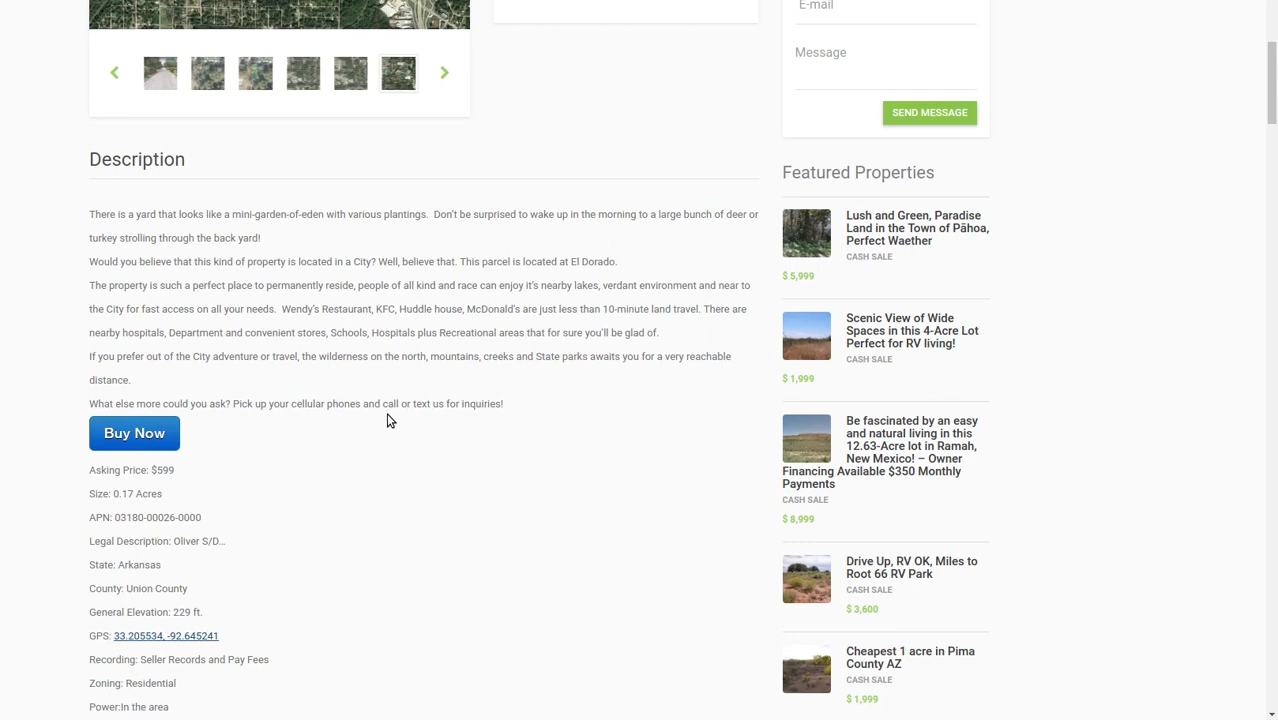 E-mail
Message
SEND MESSAGE
Description
There is a yard that looks like a mini-garden-of-eden with various plantings.  Don't be surprised to wake up in the morning to a large bunch of deer or
turkey strolling through the back yard!
Would you believe that this kind of property is located in a City? Well, believe that. This parcel is located at El Dorado.
The property is such a perfect place to permanently reside, people of all kind and race can enjoy it's nearby lakes, verdant environment and near to
the City for fast access on all your needs.  Wendy's Restaurant, KFC, Huddle house, McDonald's are just less than 10-minute land travel. There are
nearby hospitals, Department and convenient stores, Schools, Hospitals plus Recreational areas that for sure you'll be glad of.
If you prefer out of the City adventure or travel, the wilderness on the north, mountains, creeks and State parks awaits you for a very reachable
distance.
What else more could you ask? Pick up your cellular phones and call or text us for inquiries!
Buy Now
Asking Price: $599
Size: 0.17 Acres
APN: 03180-00026-0000
Legal Description: Oliver S/D…
State: Arkansas
County: Union County
General Elevation: 229 ft.
GPS: 33.205534, -92.645241
Recording: Seller Records and Pay Fees
Zoning: Residential
Power:In the area
Featured Properties
Lush and Green, Paradise
Land in the Town of Pāhoa,
Perfect Waether
CASH SALE
$ 5,999
Scenic View of Wide
Spaces in this 4-Acre Lot
Perfect for RV living!
CASH SALE
$ 1,999
Be fascinated by an easy
and natural living in this
12.63-Acre lot in Ramah,
New Mexico! – Owner
Financing Available $350 Monthly
Payments
CASH SALE
$ 8,999
Drive Up, RV OK, Miles to
Root 66 RV Park
CASH SALE
$ 3,600
Cheapest 1 acre in Pima
County AZ
CASH SALE
$ 1,999